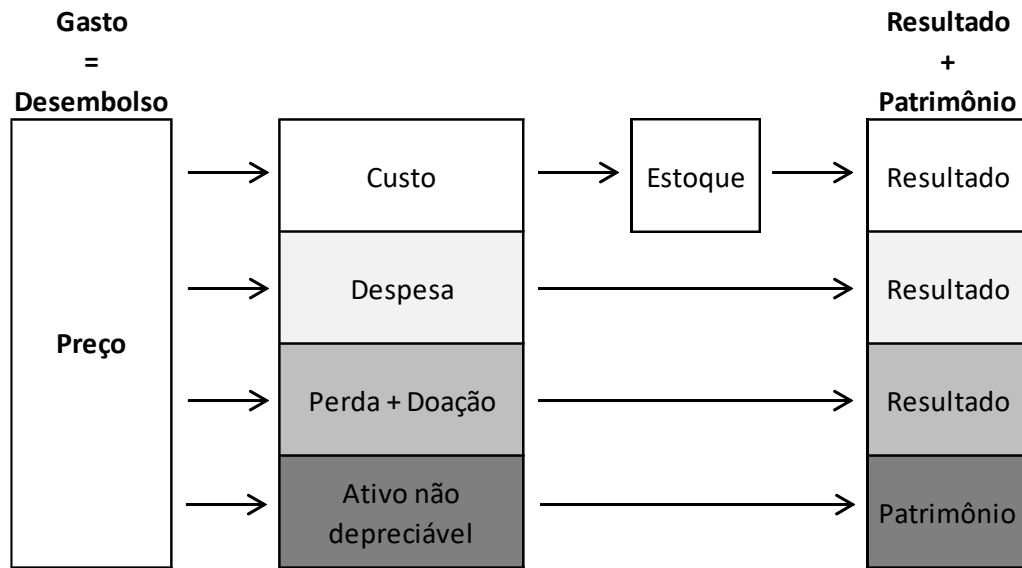 Gasto
=
Desembolso
Resultado
+
Patrimônio
Preço
Custo
Estoque
Resultado
Despesa
Resultado
Perda + Doação
Resultado
Ativo não
depreciável
Patrimônio